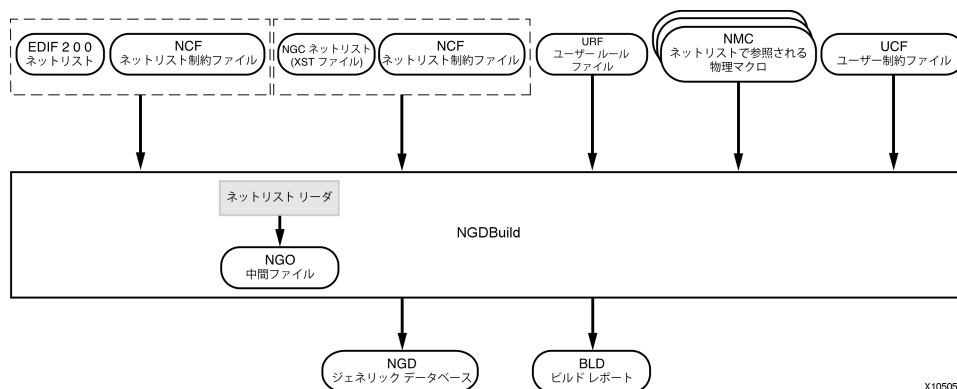 EDIF 2 0 0
ネットリスト
NCF
ネットリスト制約ファイル
NGC ネットリスト
(XST ファイル)
NCF
ネットリスト制約ファイル
URF
ユーザー ルール
ファイル
NMC
ネットリストで参照される
物理マクロ
UCF
ユーザー制約ファイル
ネットリスト リーダ
NGDBuild
NGO
中間ファイル
NGD
ジェネリック データベース
BLD
ビルド レポート
X10505